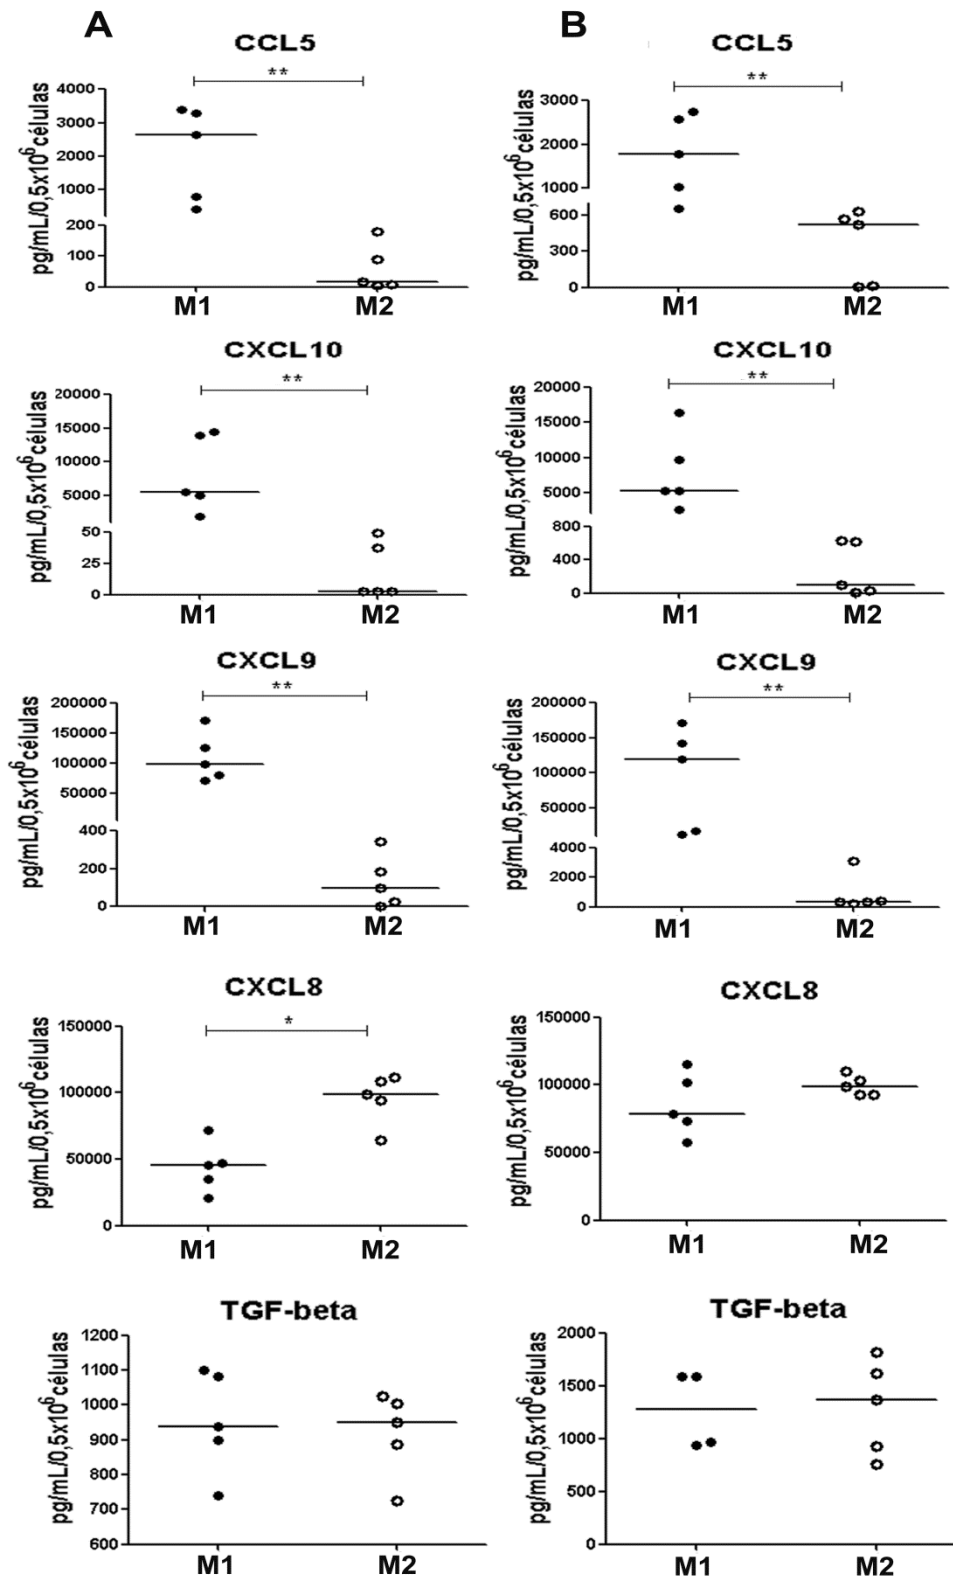 A
B
CCL5
**
pg/mL/0,5x10⁶células
4000
3000
2000
1000
200
100
0
M1
M2
CCL5
**
pg/mL/0,5x10⁶células
3000
2000
1000
600
300
0
M1
M2
CXCL10
**
pg/mL/0,5x10⁶células
20000
15000
10000
5000
50
25
0
M1
M2
CXCL10
**
pg/mL/0,5x10⁶células
20000
15000
10000
5000
800
400
0
M1
M2
CXCL9
**
pg/mL/0,5x10⁶células
200000
150000
100000
50000
400
200
0
M1
M2
CXCL9
**
pg/mL/0,5x10⁶células
200000
150000
100000
50000
4000
2000
0
M1
M2
CXCL8
*
pg/mL/0,5x10⁶células
150000
100000
50000
0
M1
M2
CXCL8
pg/mL/0,5x10⁶células
150000
100000
50000
0
M1
M2
TGF-beta
pg/mL/0,5x10⁶células
1200
1100
1000
900
800
700
600
M1
M2
TGF-beta
pg/mL/0,5x10⁶células
2000
1500
1000
500
0
M1
M2